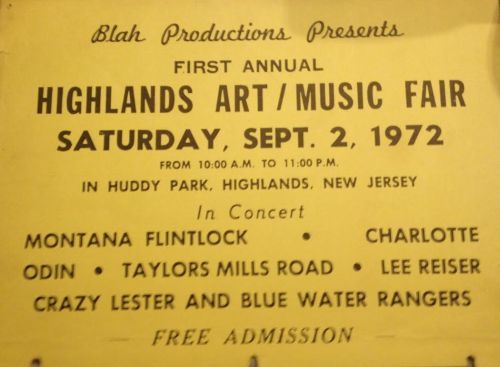 Blah Productions Presents
FIRST ANNUAL
HIGHLANDS ART / MUSIC FAIR
SATURDAY, SEPT. 2, 1972
FROM 10:00 A.M. TO 11:00 P.M.
IN HUDDY PARK, HIGHLANDS, NEW JERSEY
In Concert
MONTANA FLINTLOCK • CHARLOTTE
ODIN • TAYLORS MILLS ROAD • LEE REISER
CRAZY LESTER AND BLUE WATER RANGERS
— FREE ADMISSION —